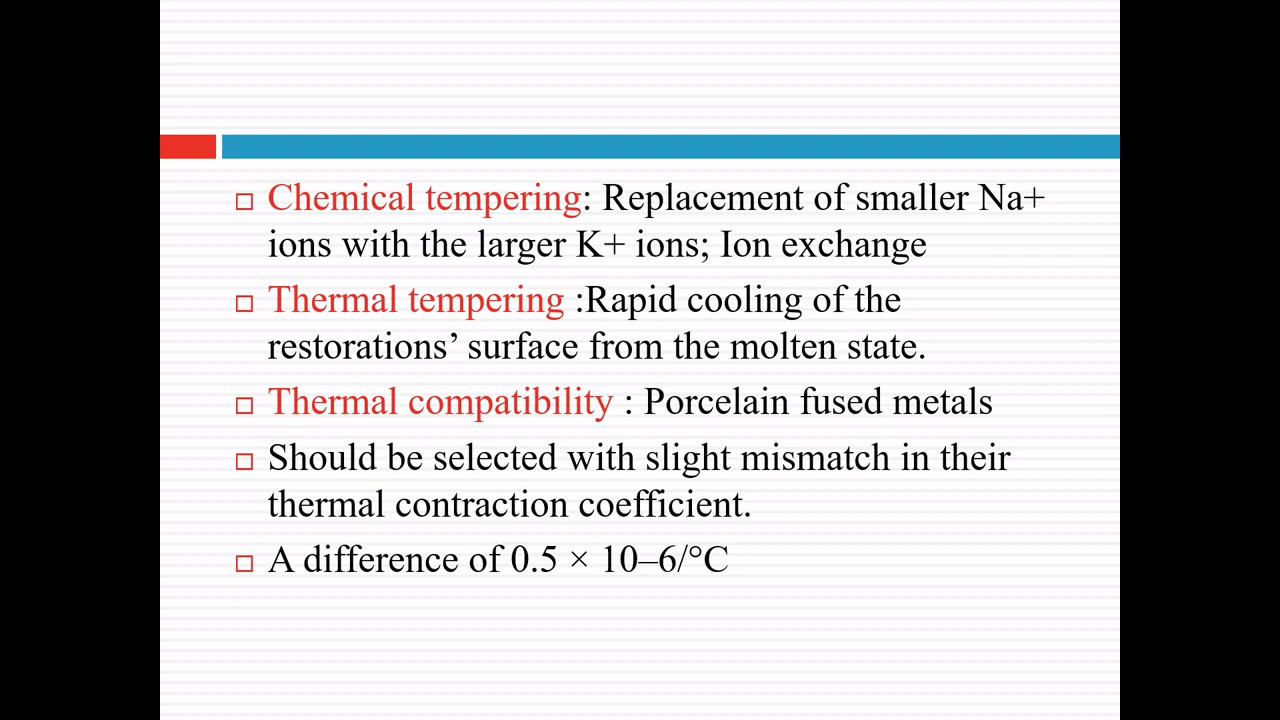 Chemical tempering: Replacement of smaller Na+
ions with the larger K+ ions; Ion exchange
Thermal tempering :Rapid cooling of the
restorations’ surface from the molten state.
Thermal compatibility : Porcelain fused metals
Should be selected with slight mismatch in their
thermal contraction coefficient.
A difference of 0.5 × 10–6/°C